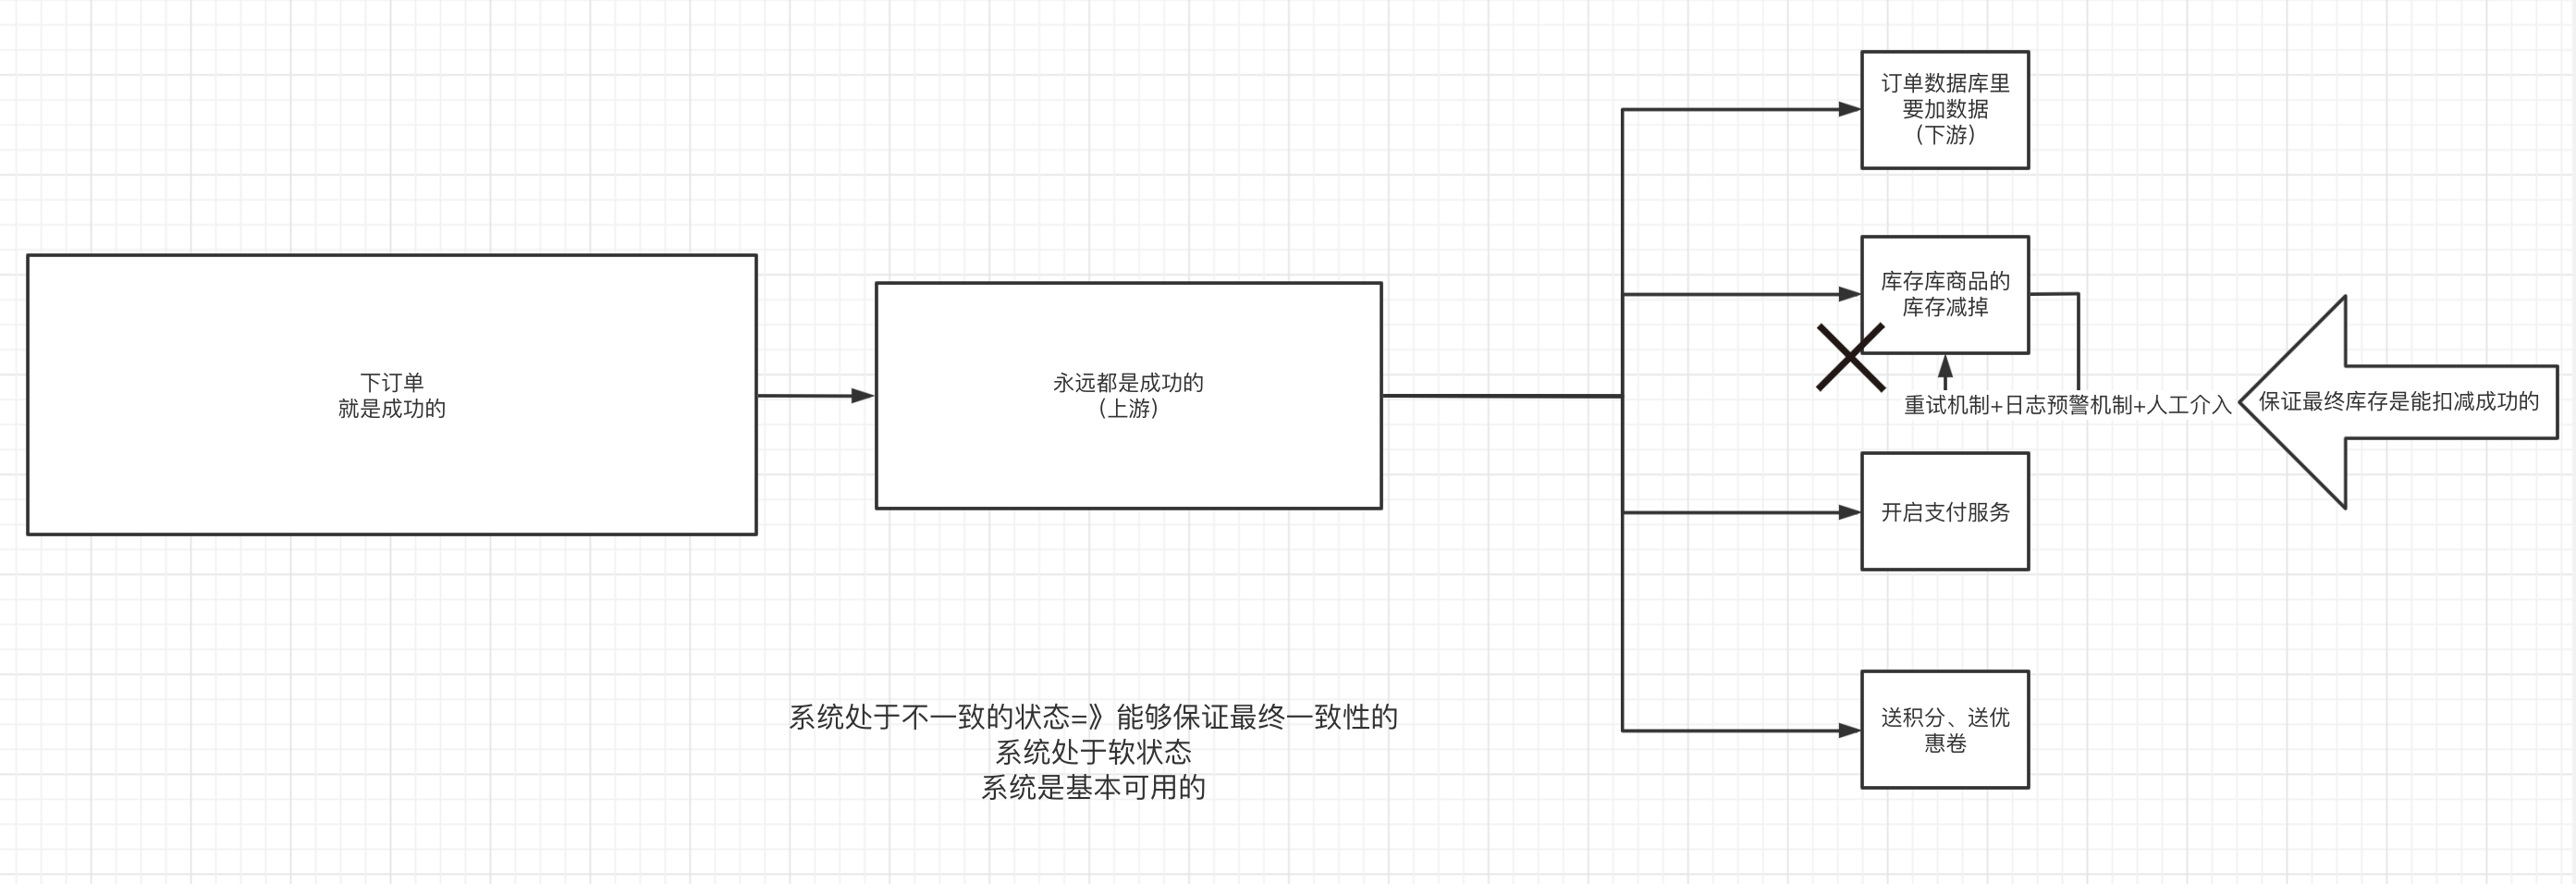 下订单
就是成功的
永远都是成功的
（上游）
订单数据库里
要加数据
（下游）
库存库商品的
库存减掉
重试机制+日志预警机制+人工介入
保证最终库存是能扣减成功的
开启支付服务
送积分、送优
惠卷
系统处于不一致的状态=》能够保证最终一致性的
系统处于软状态
系统是基本可用的